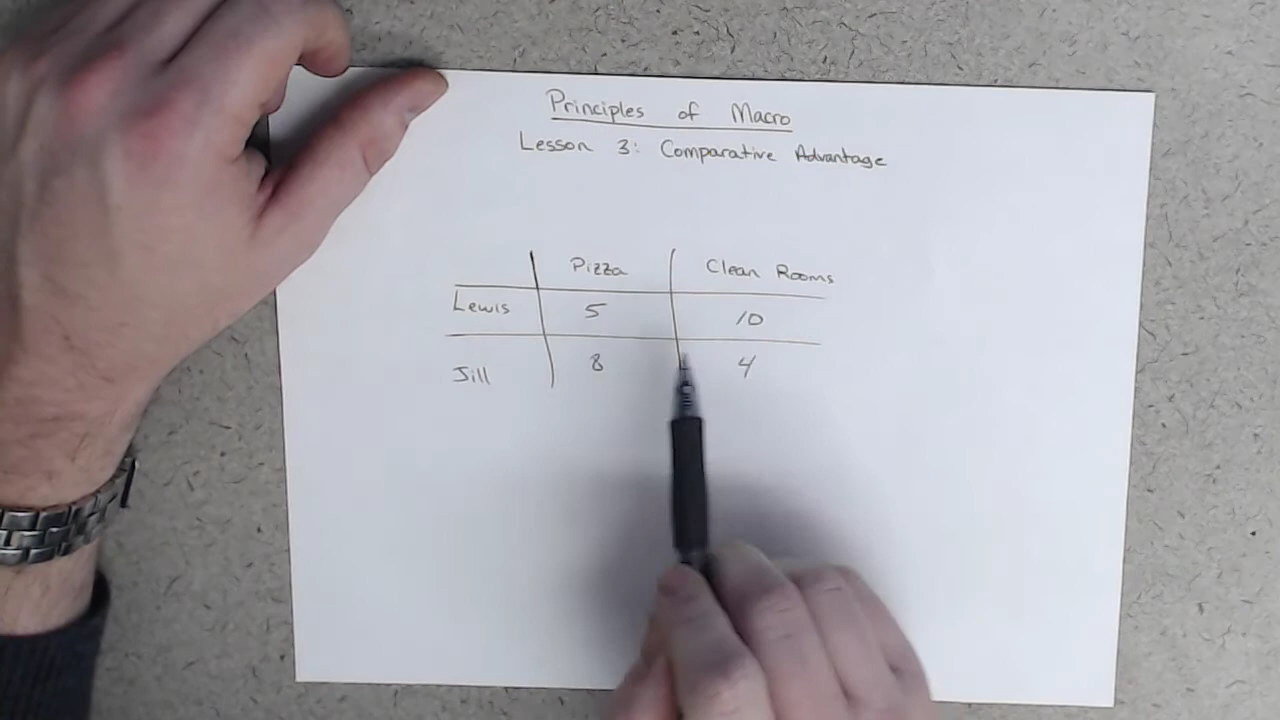 Principles of Macro
Lesson 3: Comparative Advantage
Pizza Clean Rooms
Lewis 5 10
Jill 8 4